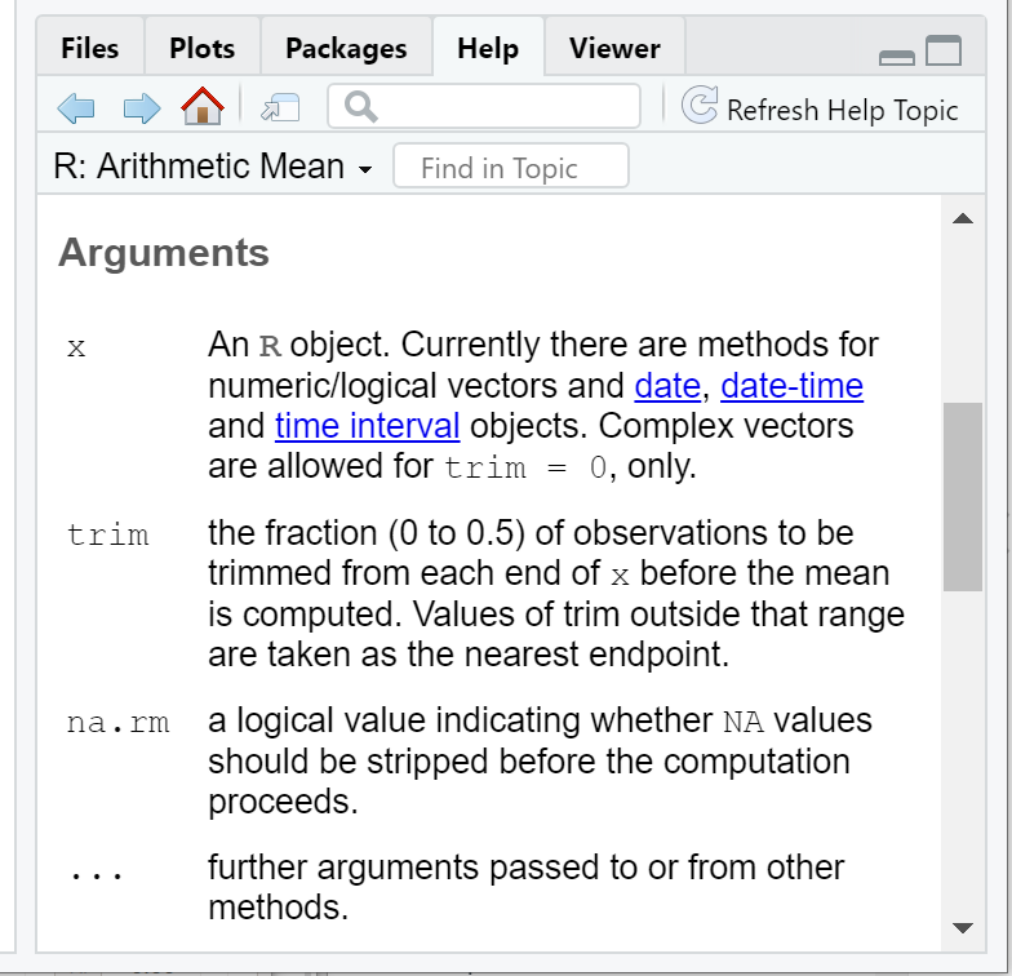 Files Plots Packages Help Viewer
Refresh Help Topic
R: Arithmetic Mean Find in Topic
Arguments
x An R object. Currently there are methods for
numeric/logical vectors and date, date-time
and time interval objects. Complex vectors
are allowed for trim = 0, only.
trim the fraction (0 to 0.5) of observations to be
trimmed from each end of x before the mean
is computed. Values of trim outside that range
are taken as the nearest endpoint.
na.rm a logical value indicating whether NA values
should be stripped before the computation
proceeds.
... further arguments passed to or from other
methods.